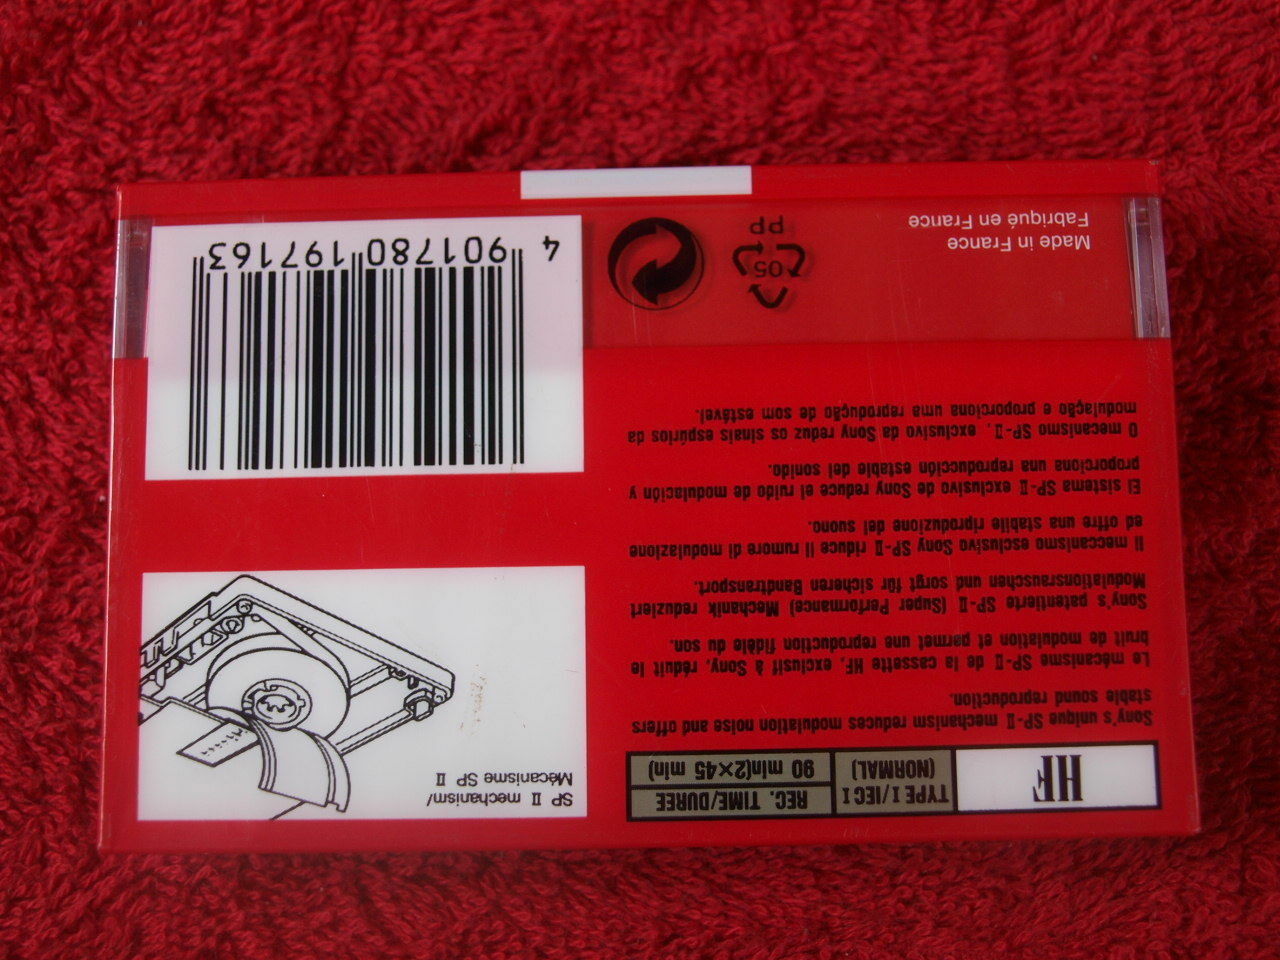 HF
TYPE I/IEC I
(NORMAL)
REC. TIME/DURÉE
90 min(2×45 min)
Sony's unique SP-II mechanism reduces modulation noise and offers
stable sound reproduction.
Le mécanisme SP-II de la cassette HF, exclusif à Sony, réduit le
bruit de modulation et permet une reproduction fidèle du son.
Sony's patentierte SP-II (Super Performance) Mechanik reduziert
Modulationsrauschen und sorgt für sicheren Bandtransport.
Il meccanismo esclusivo Sony SP-II riduce il rumore di modulazione
ed offre una stabile riproduzione del suono.
El sistema SP-II exclusivo de Sony reduce el ruido de modulación y
proporciona una reproducción estable del sonido.
O mecanismo SP-II, exclusivo da Sony reduz os sinais espúrios da
modulação e proporciona uma reprodução de som estável.
Made in France
Fabriqué en France
05
PP
SP II mechanism/
Mécanisme SP II
4 901780 197163